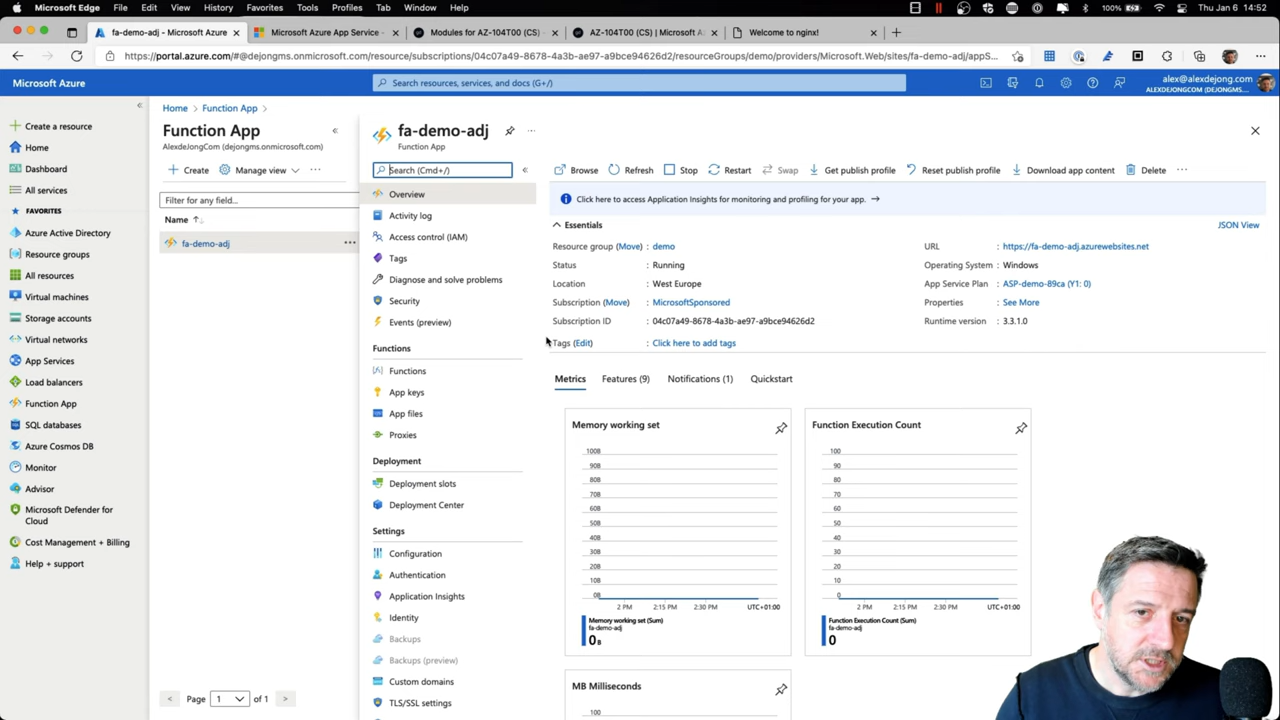 Microsoft Edge File Edit View History Favorites Tools Profiles Tab Window Help 100% Thu 6 Jan 14:52
fa-demo-adj - Microsoft Azure
Microsoft Azure App Service -
Modules for AZ-104T00 (CS) -
AZ-104T00 (CS) | Microsoft Az
Welcome to nginx!
https://portal.azure.com/#@dejongms.onmicrosoft.com/resource/subscriptions/04c07a49-8678-4a3b-ae97-a9bce94626d2/resourceGroups/demo/providers/Microsoft.Web/sites/fa-demo-adj/appS...
Microsoft Azure
Search resources, services, and docs (G+/)
alex@alexdejong.com
ALEXDEJONGCOM (DEJONGMS....
Create a resource
Home
Dashboard
All services
FAVORITES
Azure Active Directory
Resource groups
All resources
Virtual machines
Storage accounts
Virtual networks
App Services
Load balancers
Function App
SQL databases
Azure Cosmos DB
Monitor
Advisor
Microsoft Defender for
Cloud
Cost Management + Billing
Help + support
Home > Function App >
Function App
AlexdeJongCom (dejongms.onmicrosoft.com)
Create Manage view ...
Filter for any field...
Name
fa-demo-adj ...
< Page 1 of 1 >
fa-demo-adj ...
Function App
Search (Cmd+/)
Overview
Activity log
Access control (IAM)
Tags
Diagnose and solve problems
Security
Events (preview)
Functions
Functions
App keys
App files
Proxies
Deployment
Deployment slots
Deployment Center
Settings
Configuration
Authentication
Application Insights
Identity
Backups
Backups (preview)
Custom domains
TLS/SSL settings
Browse Refresh Stop Restart Swap Get publish profile Reset publish profile Download app content Delete ...
Click here to access Application Insights for monitoring and profiling for your app. →
Essentials
JSON View
Resource group (Move) : demo
Status : Running
Location : West Europe
Subscription (Move) : MicrosoftSponsored
Subscription ID : 04c07a49-8678-4a3b-ae97-a9bce94626d2
Tags (Edit) : Click here to add tags
URL : https://fa-demo-adj.azurewebsites.net
Operating System : Windows
App Service Plan : ASP-demo-89ca (Y1: 0)
Properties : See More
Runtime version : 3.3.1.0
Metrics Features (9) Notifications (1) Quickstart
Memory working set
100B
90B
80B
70B
60B
50B
40B
30B
20B
10B
0B
2 PM 2:15 PM 2:30 PM UTC+01:00
Memory working set (Sum)
fa-demo-adj
0 B
Function Execution Count
100
90
80
70
60
50
40
30
20
10
0
2 PM 2:15 PM 2:30 PM UTC+01:00
Function Execution Count (Sum)
fa-demo-adj
0
MB Milliseconds
100